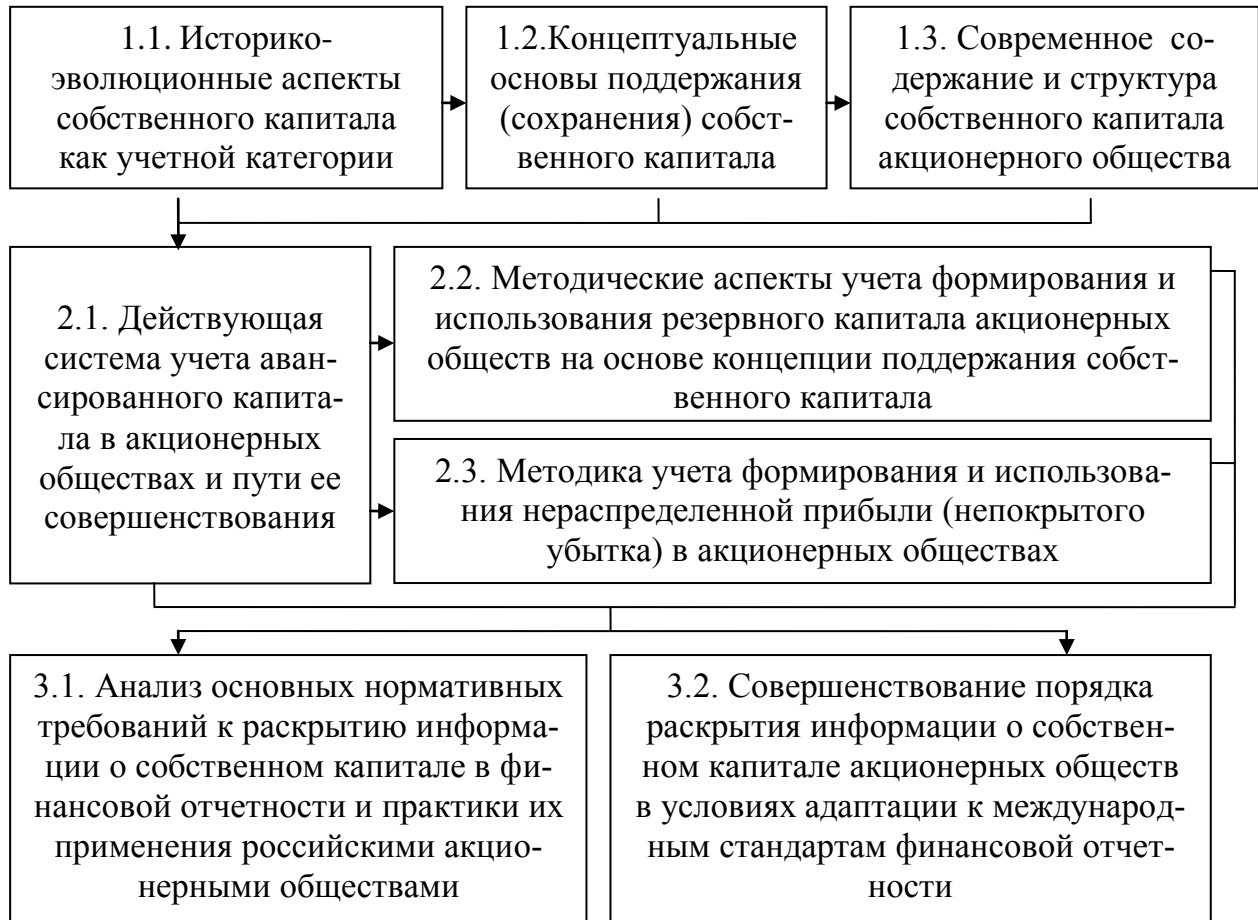 1.1. Историко-
эволюционные аспекты
собственного капитала
как учетной категории
1.2.Концептуальные
основы поддержания
(сохранения) собст-
венного капитала
1.3. Современное со-
держание и структура
собственного капитала
акционерного общества
2.1. Действующая
система учета аван-
сированного капита-
ла в акционерных
обществах и пути ее
совершенствования
2.2. Методические аспекты учета формирования и
использования резервного капитала акционерных
обществ на основе концепции поддержания собст-
венного капитала
2.3. Методика учета формирования и использова-
ния нераспределенной прибыли (непокрытого
убытка) в акционерных обществах
3.1. Анализ основных нормативных
требований к раскрытию информа-
ции о собственном капитале в фи-
нансовой отчетности и практики их
применения российскими акцио-
нерными обществами
3.2. Совершенствование порядка
раскрытия информации о собствен-
ном капитале акционерных обществ
в условиях адаптации к международ-
ным стандартам финансовой отчет-
ности